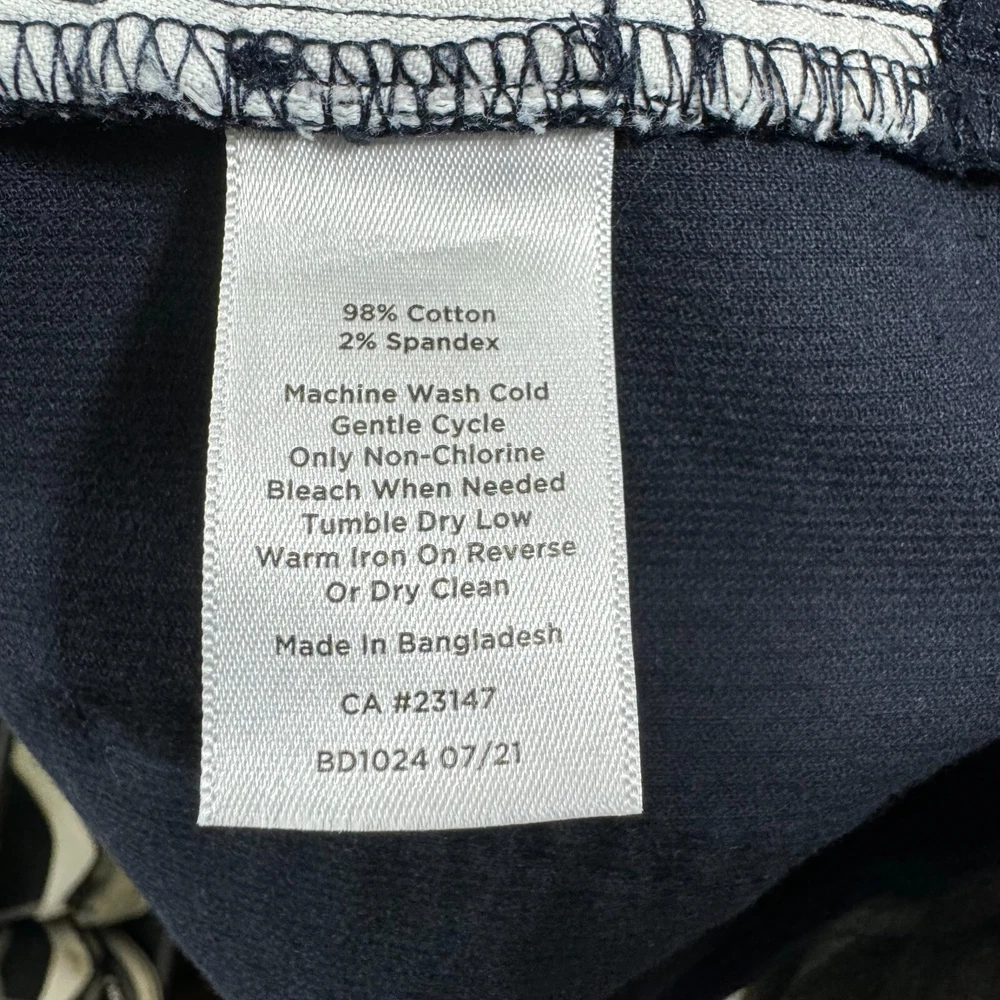 98% Cotton
2% Spandex
Machine Wash Cold
Gentle Cycle
Only Non-Chlorine
Bleach When Needed
Tumble Dry Low
Warm Iron On Reverse
Or Dry Clean
Made In Bangladesh
CA #23147
BD1024 07/21